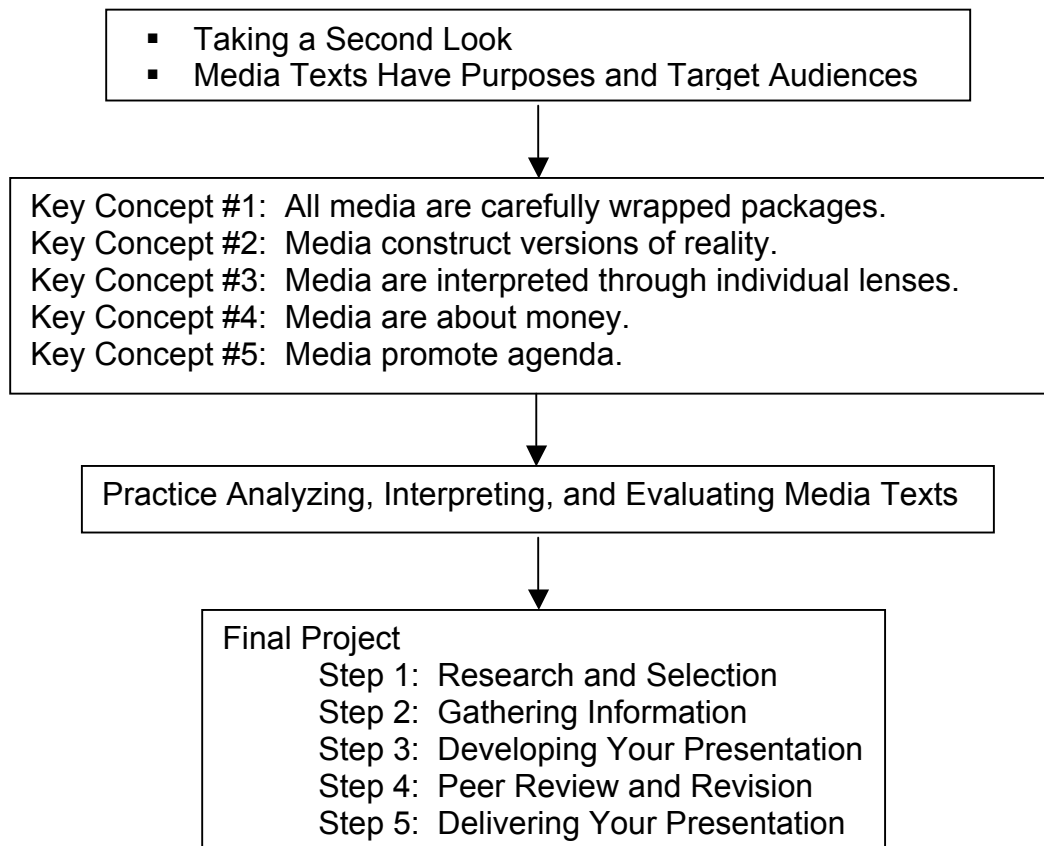 ▪ Taking a Second Look
▪ Media Texts Have Purposes and Target Audiences
Key Concept #1: All media are carefully wrapped packages.
Key Concept #2: Media construct versions of reality.
Key Concept #3: Media are interpreted through individual lenses.
Key Concept #4: Media are about money.
Key Concept #5: Media promote agenda.
Practice Analyzing, Interpreting, and Evaluating Media Texts
Final Project
Step 1: Research and Selection
Step 2: Gathering Information
Step 3: Developing Your Presentation
Step 4: Peer Review and Revision
Step 5: Delivering Your Presentation